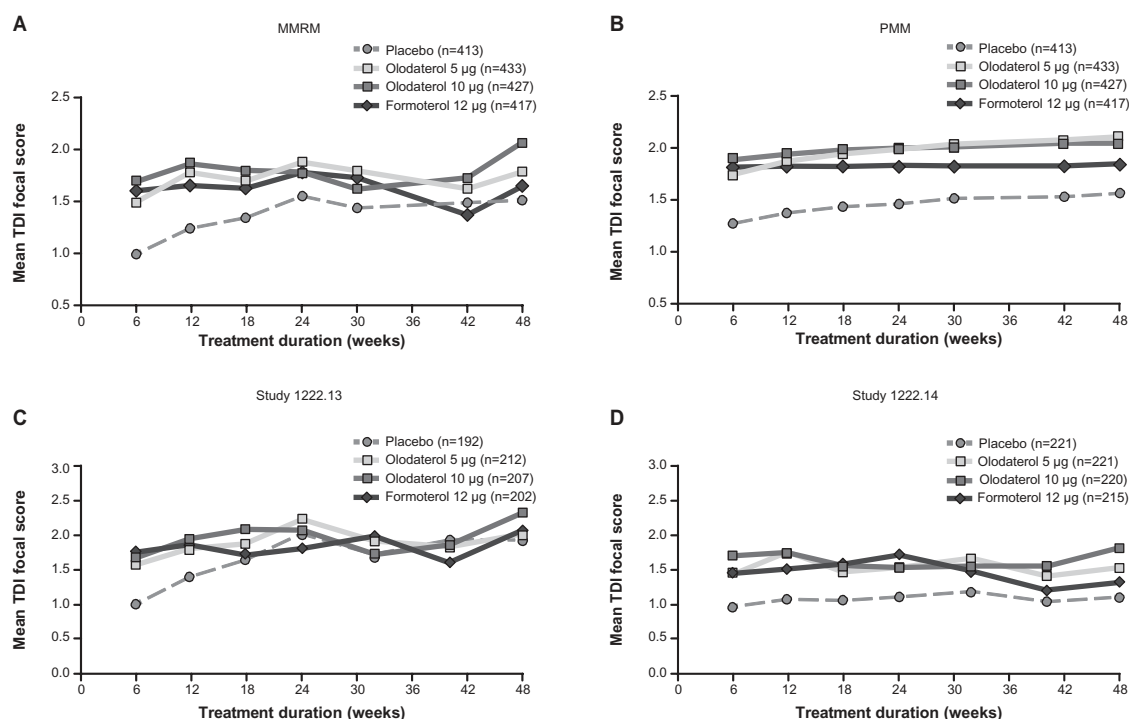 A
MMRM
Placebo (n=413)
Olodaterol 5 µg (n=433)
Olodaterol 10 µg (n=427)
Formoterol 12 µg (n=417)
Mean TDI focal score
2.5
2.0
1.5
1.0
0.5
0 6 12 18 24 30 36 42 48
Treatment duration (weeks)
B
PMM
Placebo (n=413)
Olodaterol 5 µg (n=433)
Olodaterol 10 µg (n=427)
Formoterol 12 µg (n=417)
Mean TDI focal score
2.5
2.0
1.5
1.0
0.5
0 6 12 18 24 30 36 42 48
Treatment duration (weeks)
C
Study 1222.13
Placebo (n=192)
Olodaterol 5 µg (n=212)
Olodaterol 10 µg (n=207)
Formoterol 12 µg (n=202)
Mean TDI focal score
3.0
2.5
2.0
1.5
1.0
0.5
0.0
0 6 12 18 24 30 36 42 48
Treatment duration (weeks)
D
Study 1222.14
Placebo (n=221)
Olodaterol 5 µg (n=221)
Olodaterol 10 µg (n=220)
Formoterol 12 µg (n=215)
Mean TDI focal score
3.0
2.5
2.0
1.5
1.0
0.5
0.0
0 6 12 18 24 30 36 42 48
Treatment duration (weeks)